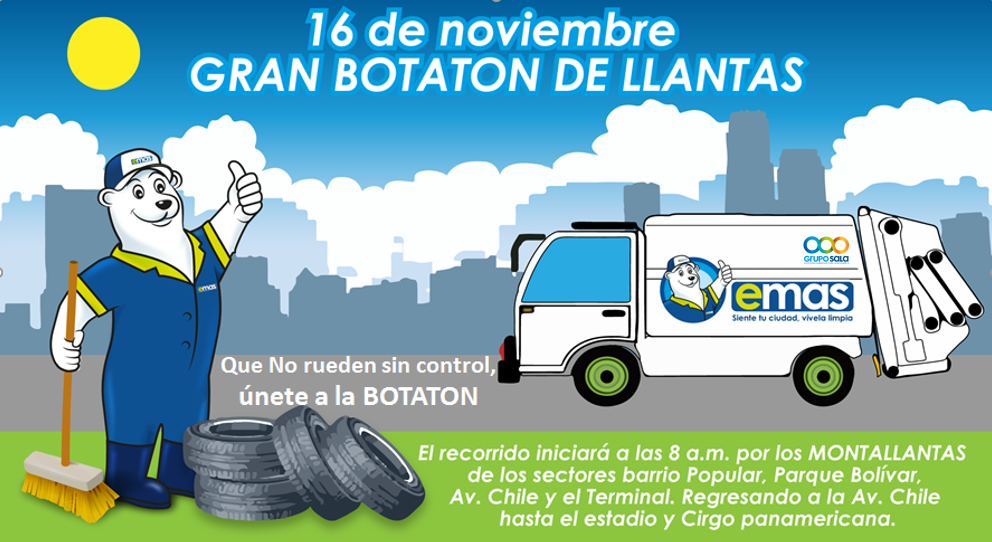 16 de noviembre
GRAN BOTATON DE LLANTAS
emas
emas
GRUPO SALA
emas
Siente tu ciudad, vívela limpia
Que No rueden sin control,
únete a la BOTATON
El recorrido iniciará a las 8 a.m. por los MONTALLANTAS
de los sectores barrio Popular, Parque Bolívar,
Av. Chile y el Terminal. Regresando a la Av. Chile
hasta el estadio y Cirgo panamericana.